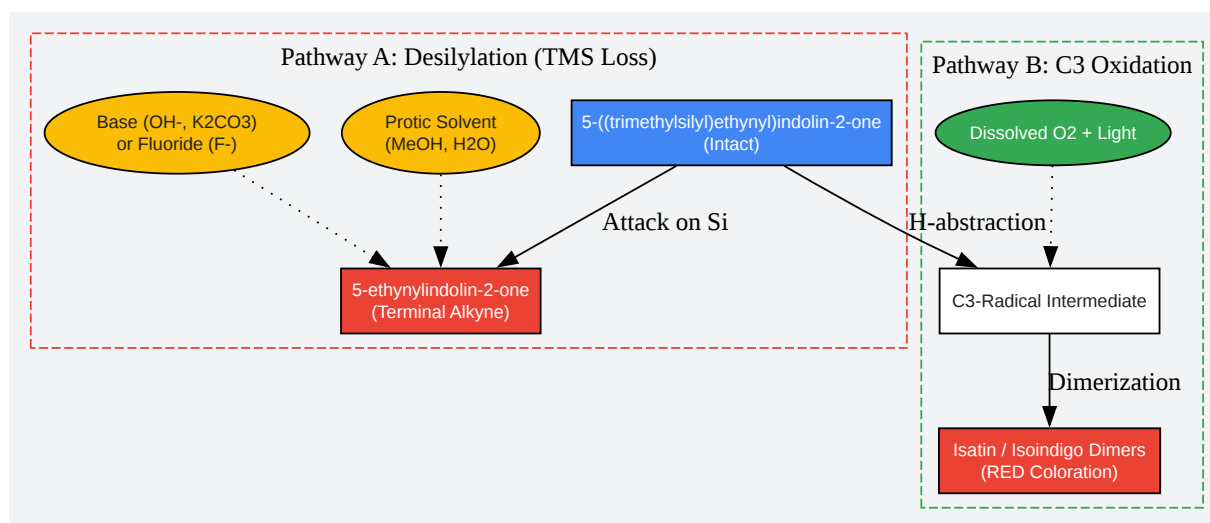 Pathway A: Desilylation (TMS Loss)
Pathway B: C3 Oxidation
Base (OH-, K2CO3)
or Fluoride (F-)
Protic Solvent
(MeOH, H2O)
5-((trimethylsilyl)ethynyl)indolin-2-one
(Intact)
Dissolved O2 + Light
Attack on Si
H-abstraction
5-ethynylindolin-2-one
(Terminal Alkyne)
C3-Radical Intermediate
Dimerization
Isatin / Isoindigo Dimers
(RED Coloration)